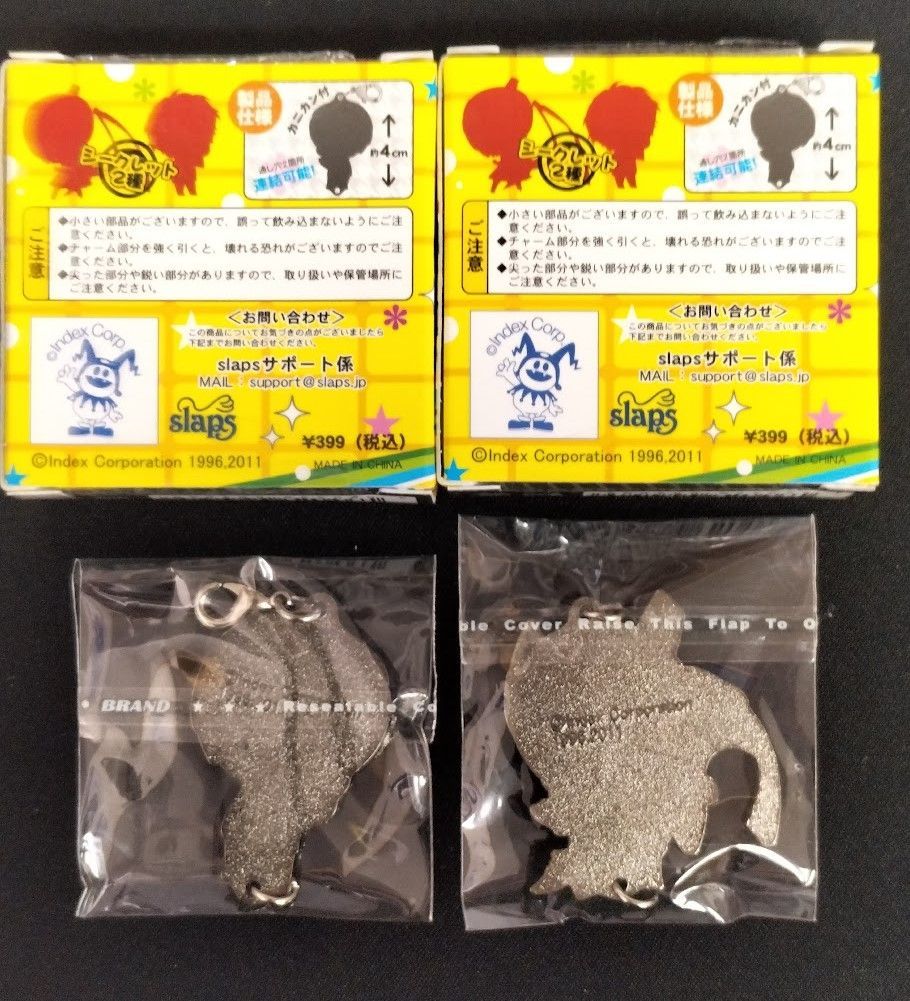 製品
仕様
カニカン付
シークレット
2種
通し穴2箇所
連結可能!
約4cm
ご注意
◆小さい部品がございますので、誤って飲み込まないようにご注
意ください。
◆チャーム部分を強く引くと、壊れる恐れがございますのでご注
意ください。
◆尖った部分や鋭い部分がありますので、取り扱いや保管場所に
ご注意ください。
<お問い合わせ>
この商品についてお気づきの点がございましたら
下記までお問い合わせください。
©Index Corp.
slapsサポート係
MAIL:support@slaps.jp
slaps
¥399(税込)
©Index Corporation 1996,2011
MADE IN CHINA
製品
仕様
カニカン付
シークレット
2種
通し穴2箇所
連結可能!
約4cm
ご注意
◆小さい部品がございますので、誤って飲み込まないようにご注
意ください。
◆チャーム部分を強く引くと、壊れる恐れがございますのでご注
意ください。
◆尖った部分や鋭い部分がありますので、取り扱いや保管場所に
ご注意ください。
<お問い合わせ>
この商品についてお気づきの点がございましたら
下記までお問い合わせください。
©Index Corp.
slapsサポート係
MAIL:support@slaps.jp
slaps
¥399(税込)
©Index Corporation 1996,2011
MADE IN CHINA
• BRAND ★ ★ ★ Resealable Co
ble Cover Raise This Flap To O
©Index Corporation
1996,2011